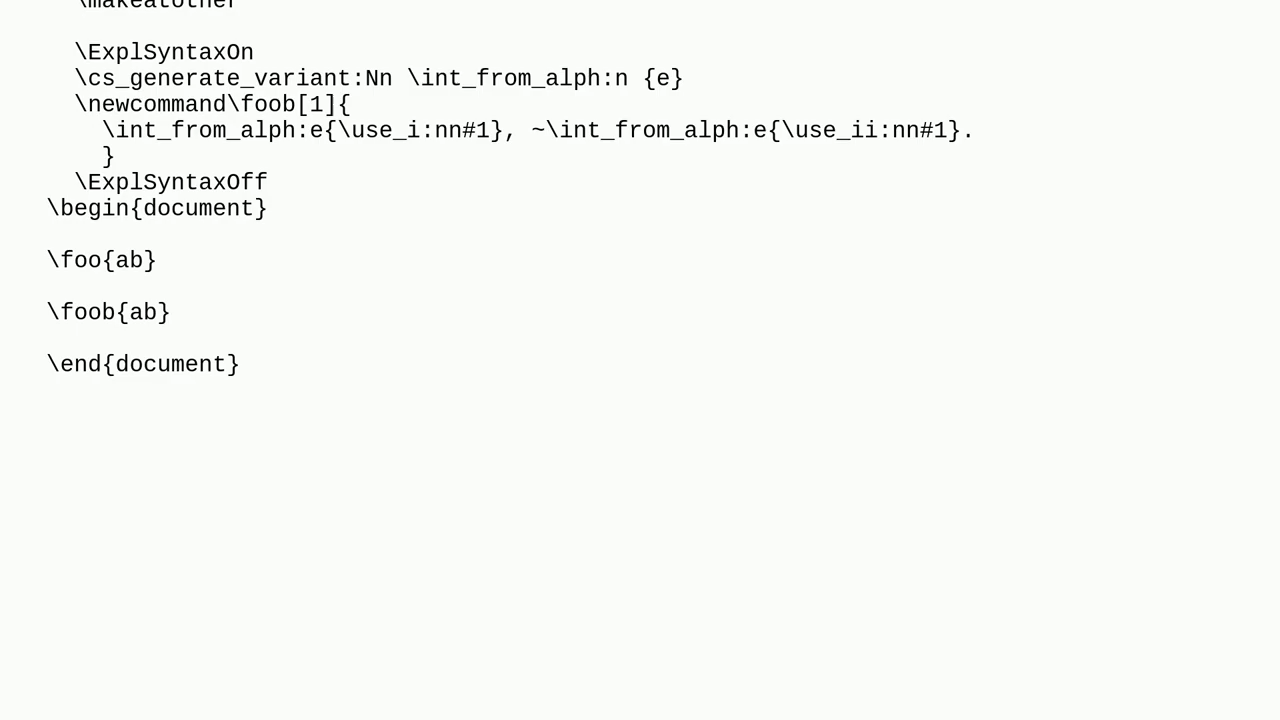 \makeatother
\ExplSyntaxOn
\cs_generate_variant:Nn \int_from_alph:n {e}
\newcommand\foob[1]{
\int_from_alph:e{\use_i:nn#1}, ~\int_from_alph:e{\use_ii:nn#1}.
}
\ExplSyntaxOff
\begin{document}
\foo{ab}
\foob{ab}
\end{document}